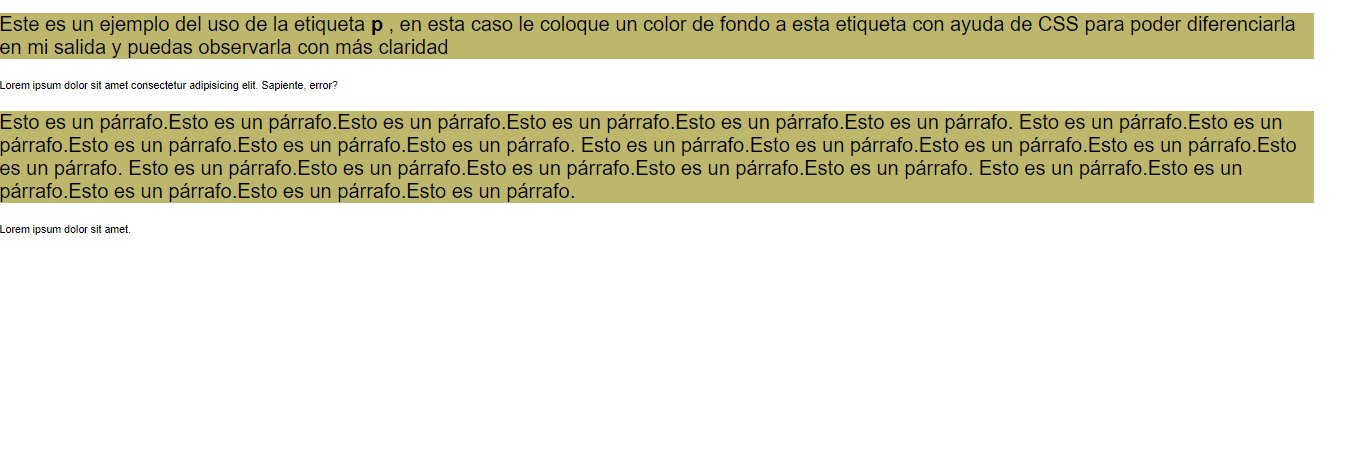 Este es un ejemplo del uso de la etiqueta p , en esta caso le coloque un color de fondo a esta etiqueta con ayuda de CSS para poder diferenciarla
en mi salida y puedas observarla con más claridad
Lorem ipsum dolor sit amet consectetur adipisicing elit. Sapiente, error?
Esto es un párrafo.Esto es un párrafo.Esto es un párrafo.Esto es un párrafo.Esto es un párrafo.Esto es un párrafo. Esto es un párrafo.Esto es un
párrafo.Esto es un párrafo.Esto es un párrafo.Esto es un párrafo. Esto es un párrafo.Esto es un párrafo.Esto es un párrafo.Esto es un párrafo.Esto
es un párrafo. Esto es un párrafo.Esto es un párrafo.Esto es un párrafo.Esto es un párrafo.Esto es un párrafo. Esto es un párrafo.Esto es un
párrafo.Esto es un párrafo.Esto es un párrafo.Esto es un párrafo.
Lorem ipsum dolor sit amet.